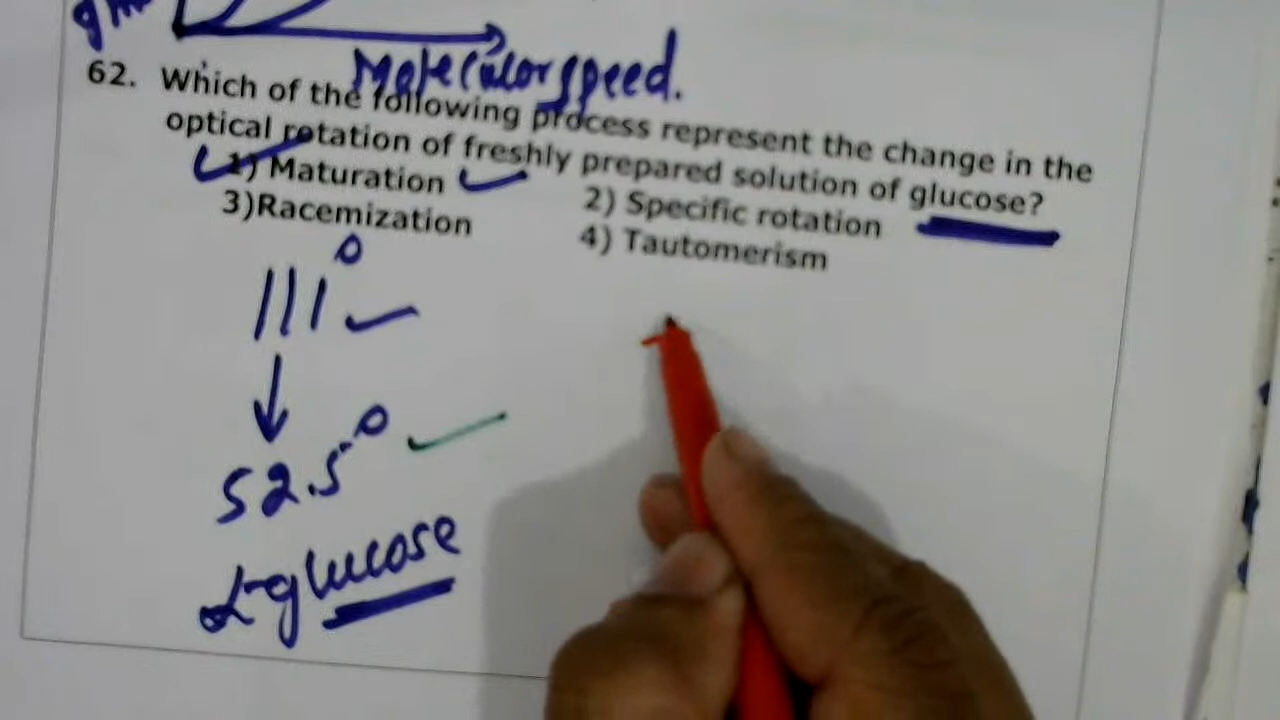 Molecular speed.
62. Which of the following process represent the change in the
optical rotation of freshly prepared solution of glucose?
1) Maturation
2) Specific rotation
3)Racemization
4) Tautomerism
111°
52.5°
α-glucose